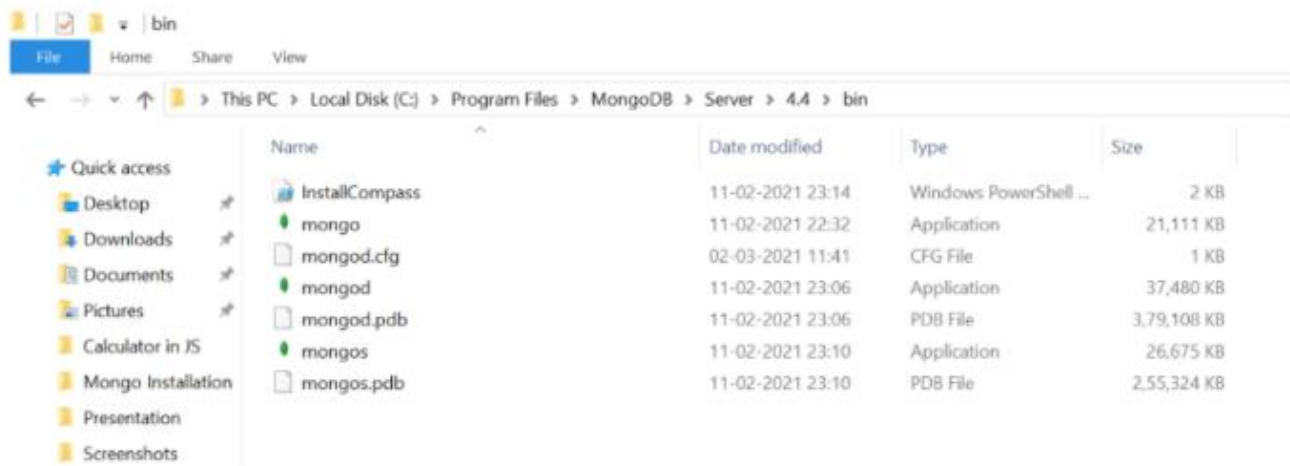 bin
File Home Share View
This PC > Local Disk (C:) > Program Files > MongoDB > Server > 4.4 > bin
Name Date modified Type Size
Quick access
Desktop
Downloads
Documents
Pictures
Calculator in JS
Mongo Installation
Presentation
Screenshots
InstallCompass 11-02-2021 23:14 Windows PowerShell ... 2 KB
mongo 11-02-2021 22:32 Application 21,111 KB
mongod.cfg 02-03-2021 11:41 CFG File 1 KB
mongod 11-02-2021 23:06 Application 37,480 KB
mongod.pdb 11-02-2021 23:06 PDB File 3,79,108 KB
mongos 11-02-2021 23:10 Application 26,675 KB
mongos.pdb 11-02-2021 23:10 PDB File 2,55,324 KB